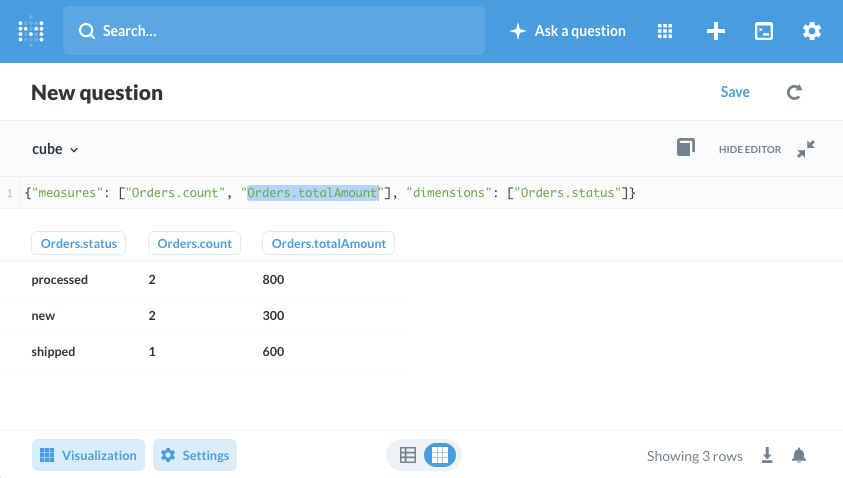 Search...
Ask a question
New question
Save
cube
HIDE EDITOR
1 {"measures": ["Orders.count", "Orders.totalAmount"], "dimensions": ["Orders.status"]}
Orders.status Orders.count Orders.totalAmount
processed 2 800
new 2 300
shipped 1 600
Visualization Settings Showing 3 rows